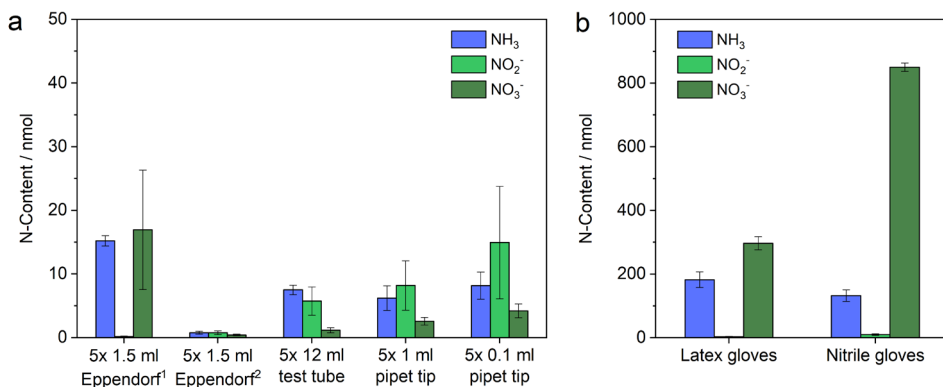 a
N-Content / nmol
50
40
30
20
10
0
NH₃
NO₂⁻
NO₃⁻
5x 1.5 ml
Eppendorf¹
5x 1.5 ml
Eppendorf²
5x 12 ml
test tube
5x 1 ml
pipet tip
5x 0.1 ml
pipet tip
b
N-Content / nmol
1000
800
600
400
200
0
NH₃
NO₂⁻
NO₃⁻
Latex gloves
Nitrile gloves